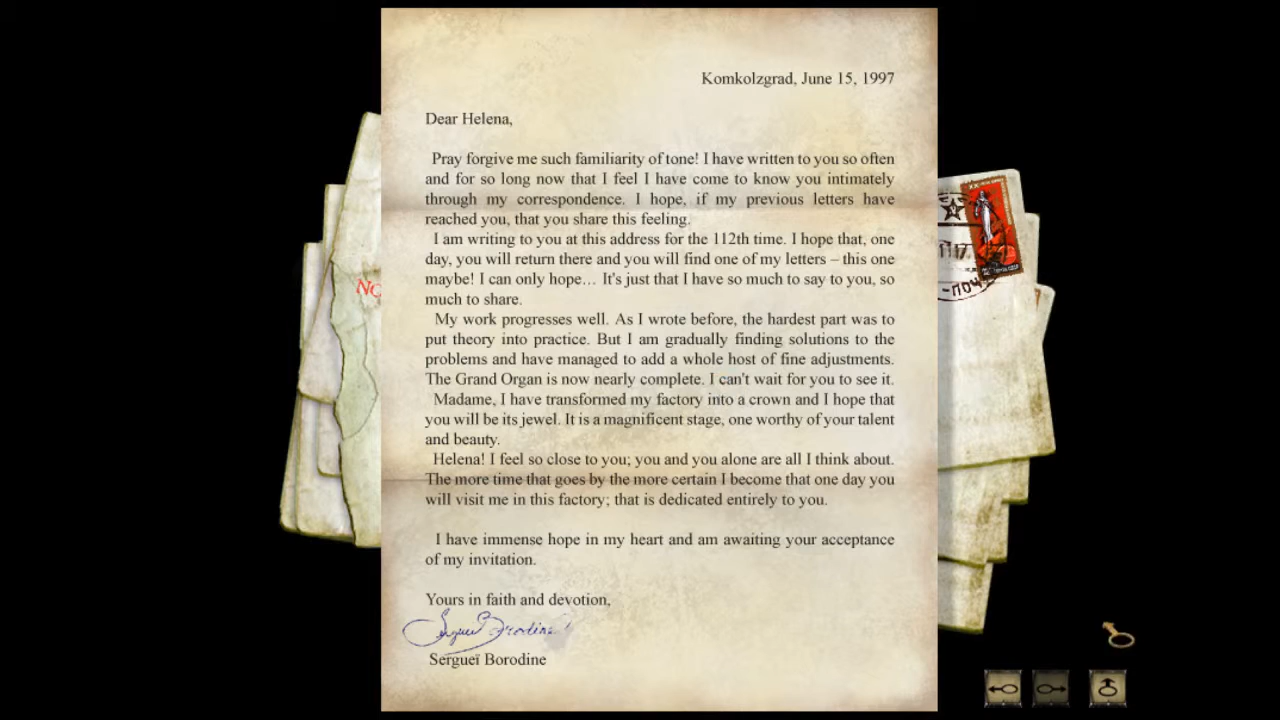 Komkolzgrad, June 15, 1997
Dear Helena,
Pray forgive me such familiarity of tone! I have written to you so often
and for so long now that I feel I have come to know you intimately
through my correspondence. I hope, if my previous letters have
reached you, that you share this feeling.
I am writing to you at this address for the 112th time. I hope that, one
day, you will return there and you will find one of my letters – this one
maybe! I can only hope… It's just that I have so much to say to you, so
much to share.
My work progresses well. As I wrote before, the hardest part was to
put theory into practice. But I am gradually finding solutions to the
problems and have managed to add a whole host of fine adjustments.
The Grand Organ is now nearly complete. I can't wait for you to see it.
Madame, I have transformed my factory into a crown and I hope that
you will be its jewel. It is a magnificent stage, one worthy of your talent
and beauty.
Helena! I feel so close to you; you and you alone are all I think about.
The more time that goes by the more certain I become that one day you
will visit me in this factory; that is dedicated entirely to you.
I have immense hope in my heart and am awaiting your acceptance
of my invitation.
Yours in faith and devotion,
Serguei Borodine
Sergueï Borodine